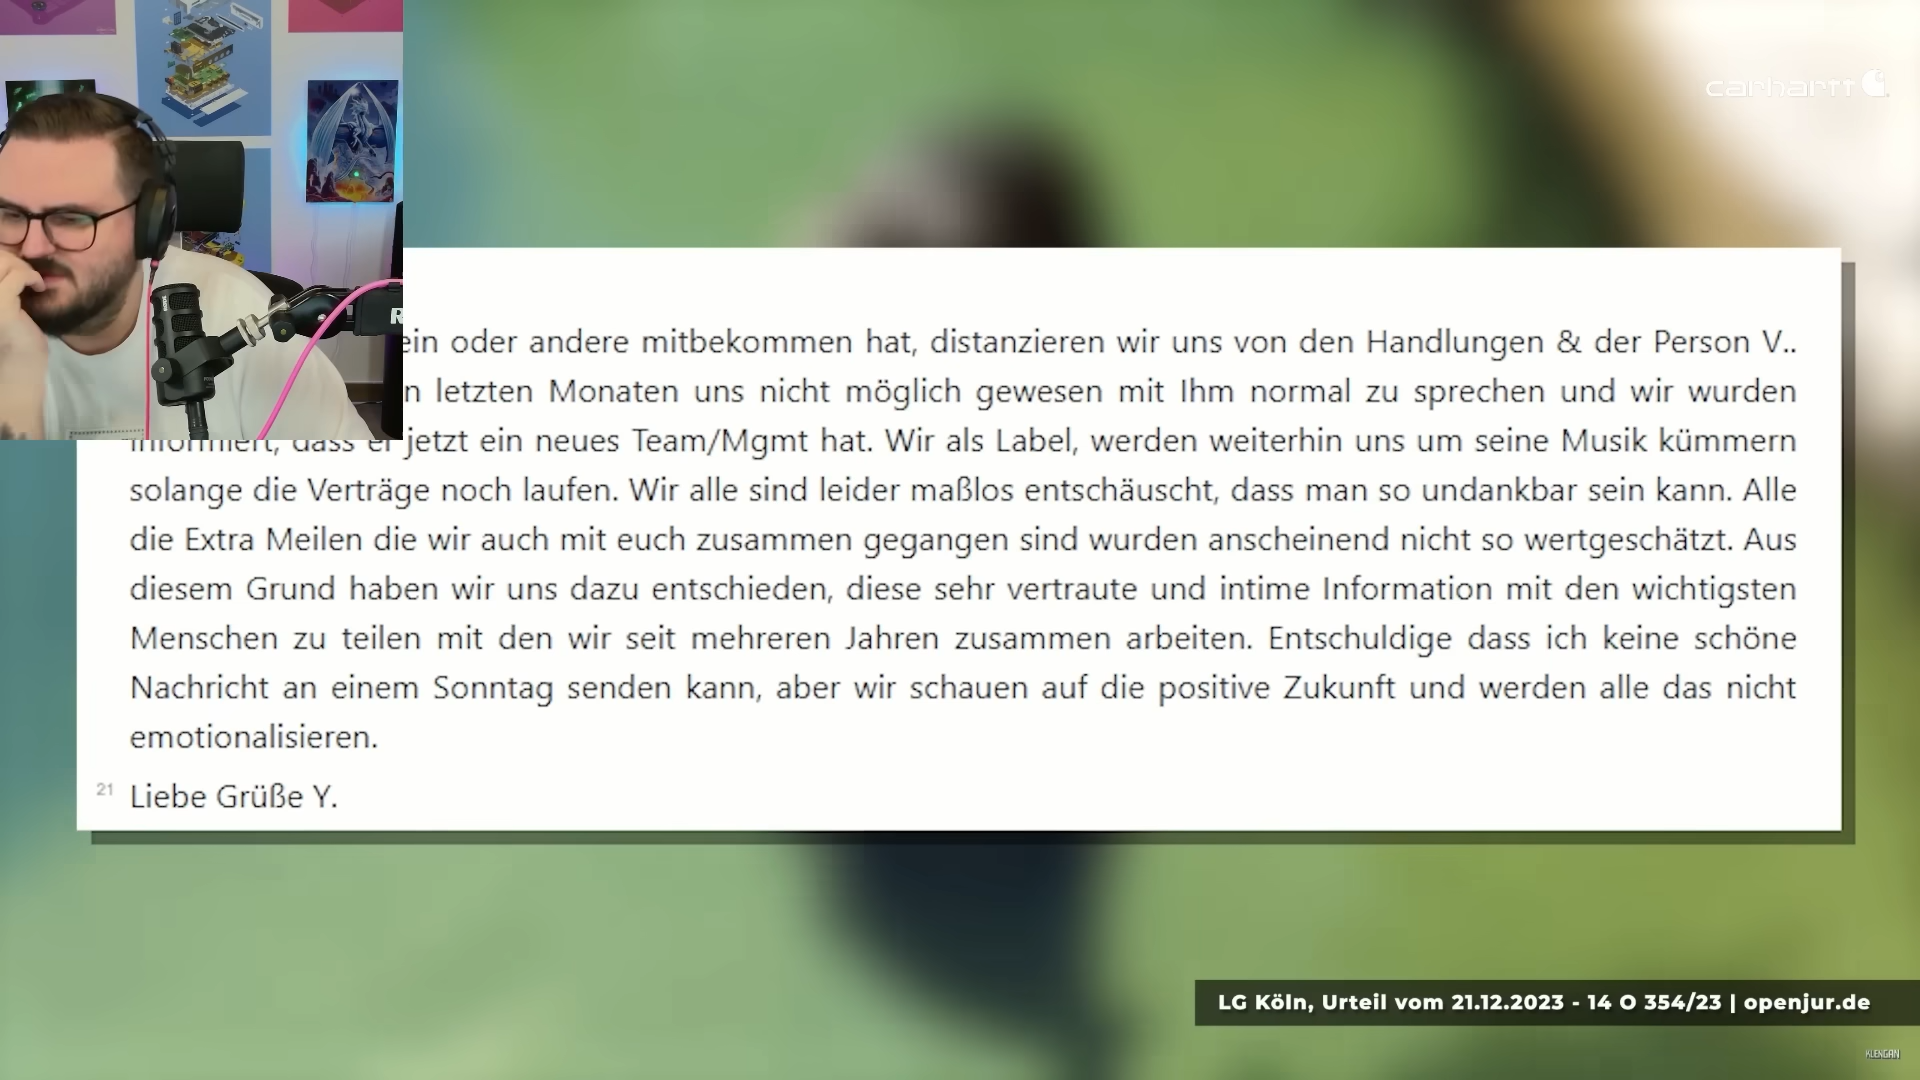 carhartt
R
ein oder andere mitbekommen hat, distanzieren wir uns von den Handlungen & der Person V..
n letzten Monaten uns nicht möglich gewesen mit Ihm normal zu sprechen und wir wurden
informiert, dass er jetzt ein neues Team/Mgmt hat. Wir als Label, werden weiterhin uns um seine Musik kümmern
solange die Verträge noch laufen. Wir alle sind leider maßlos entschäuscht, dass man so undankbar sein kann. Alle
die Extra Meilen die wir auch mit euch zusammen gegangen sind wurden anscheinend nicht so wertgeschätzt. Aus
diesem Grund haben wir uns dazu entschieden, diese sehr vertraute und intime Information mit den wichtigsten
Menschen zu teilen mit den wir seit mehreren Jahren zusammen arbeiten. Entschuldige dass ich keine schöne
Nachricht an einem Sonntag senden kann, aber wir schauen auf die positive Zukunft und werden alle das nicht
emotionalisieren.
21 Liebe Grüße Y.
LG Köln, Urteil vom 21.12.2023 - 14 O 354/23 | openjur.de
KLENGAN